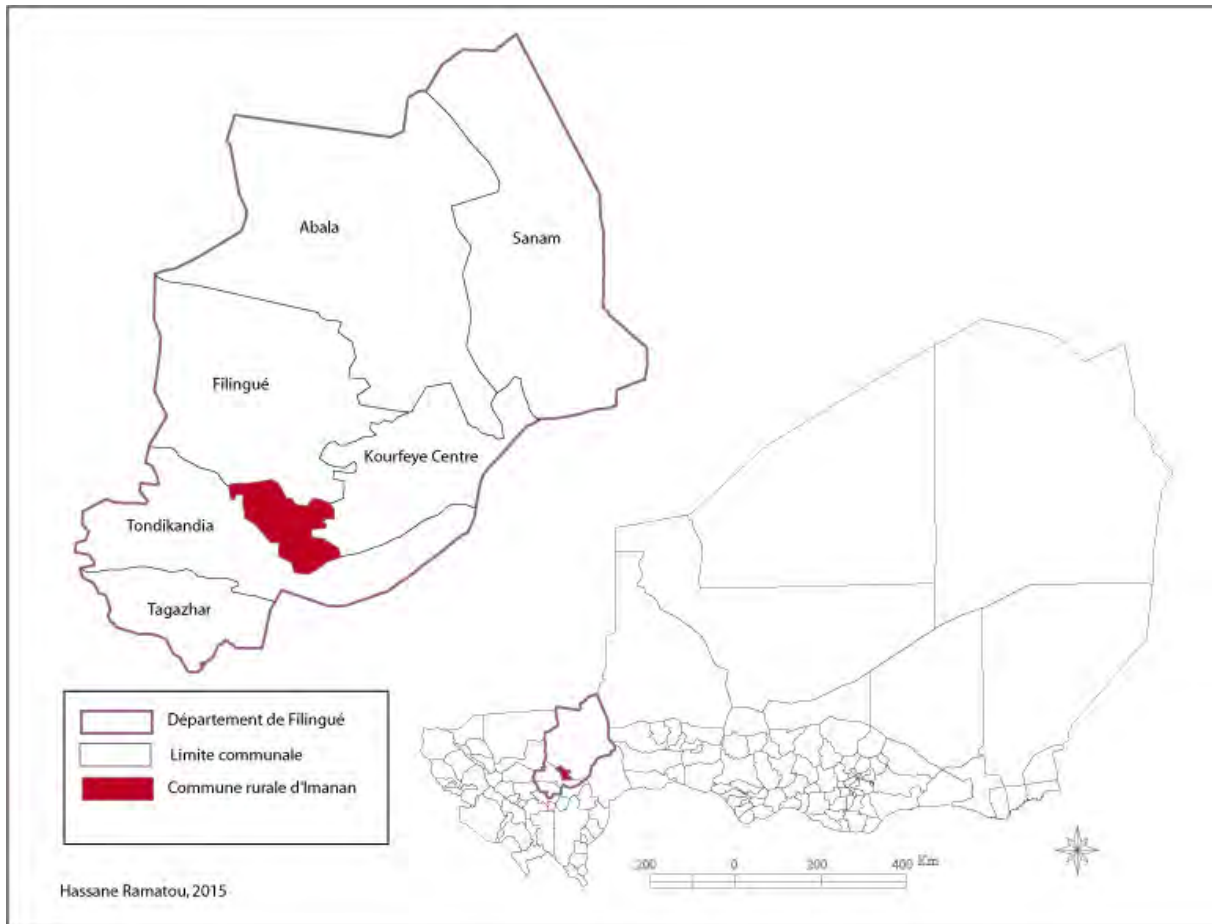 Abala
Sanam
Filingué
Kourfeye Centre
Tondikandia
Tagazhar
Département de Filingué
Limite communale
Commune rurale d'Imanan
200 0 200 400 Km
Hassane Ramatou, 2015